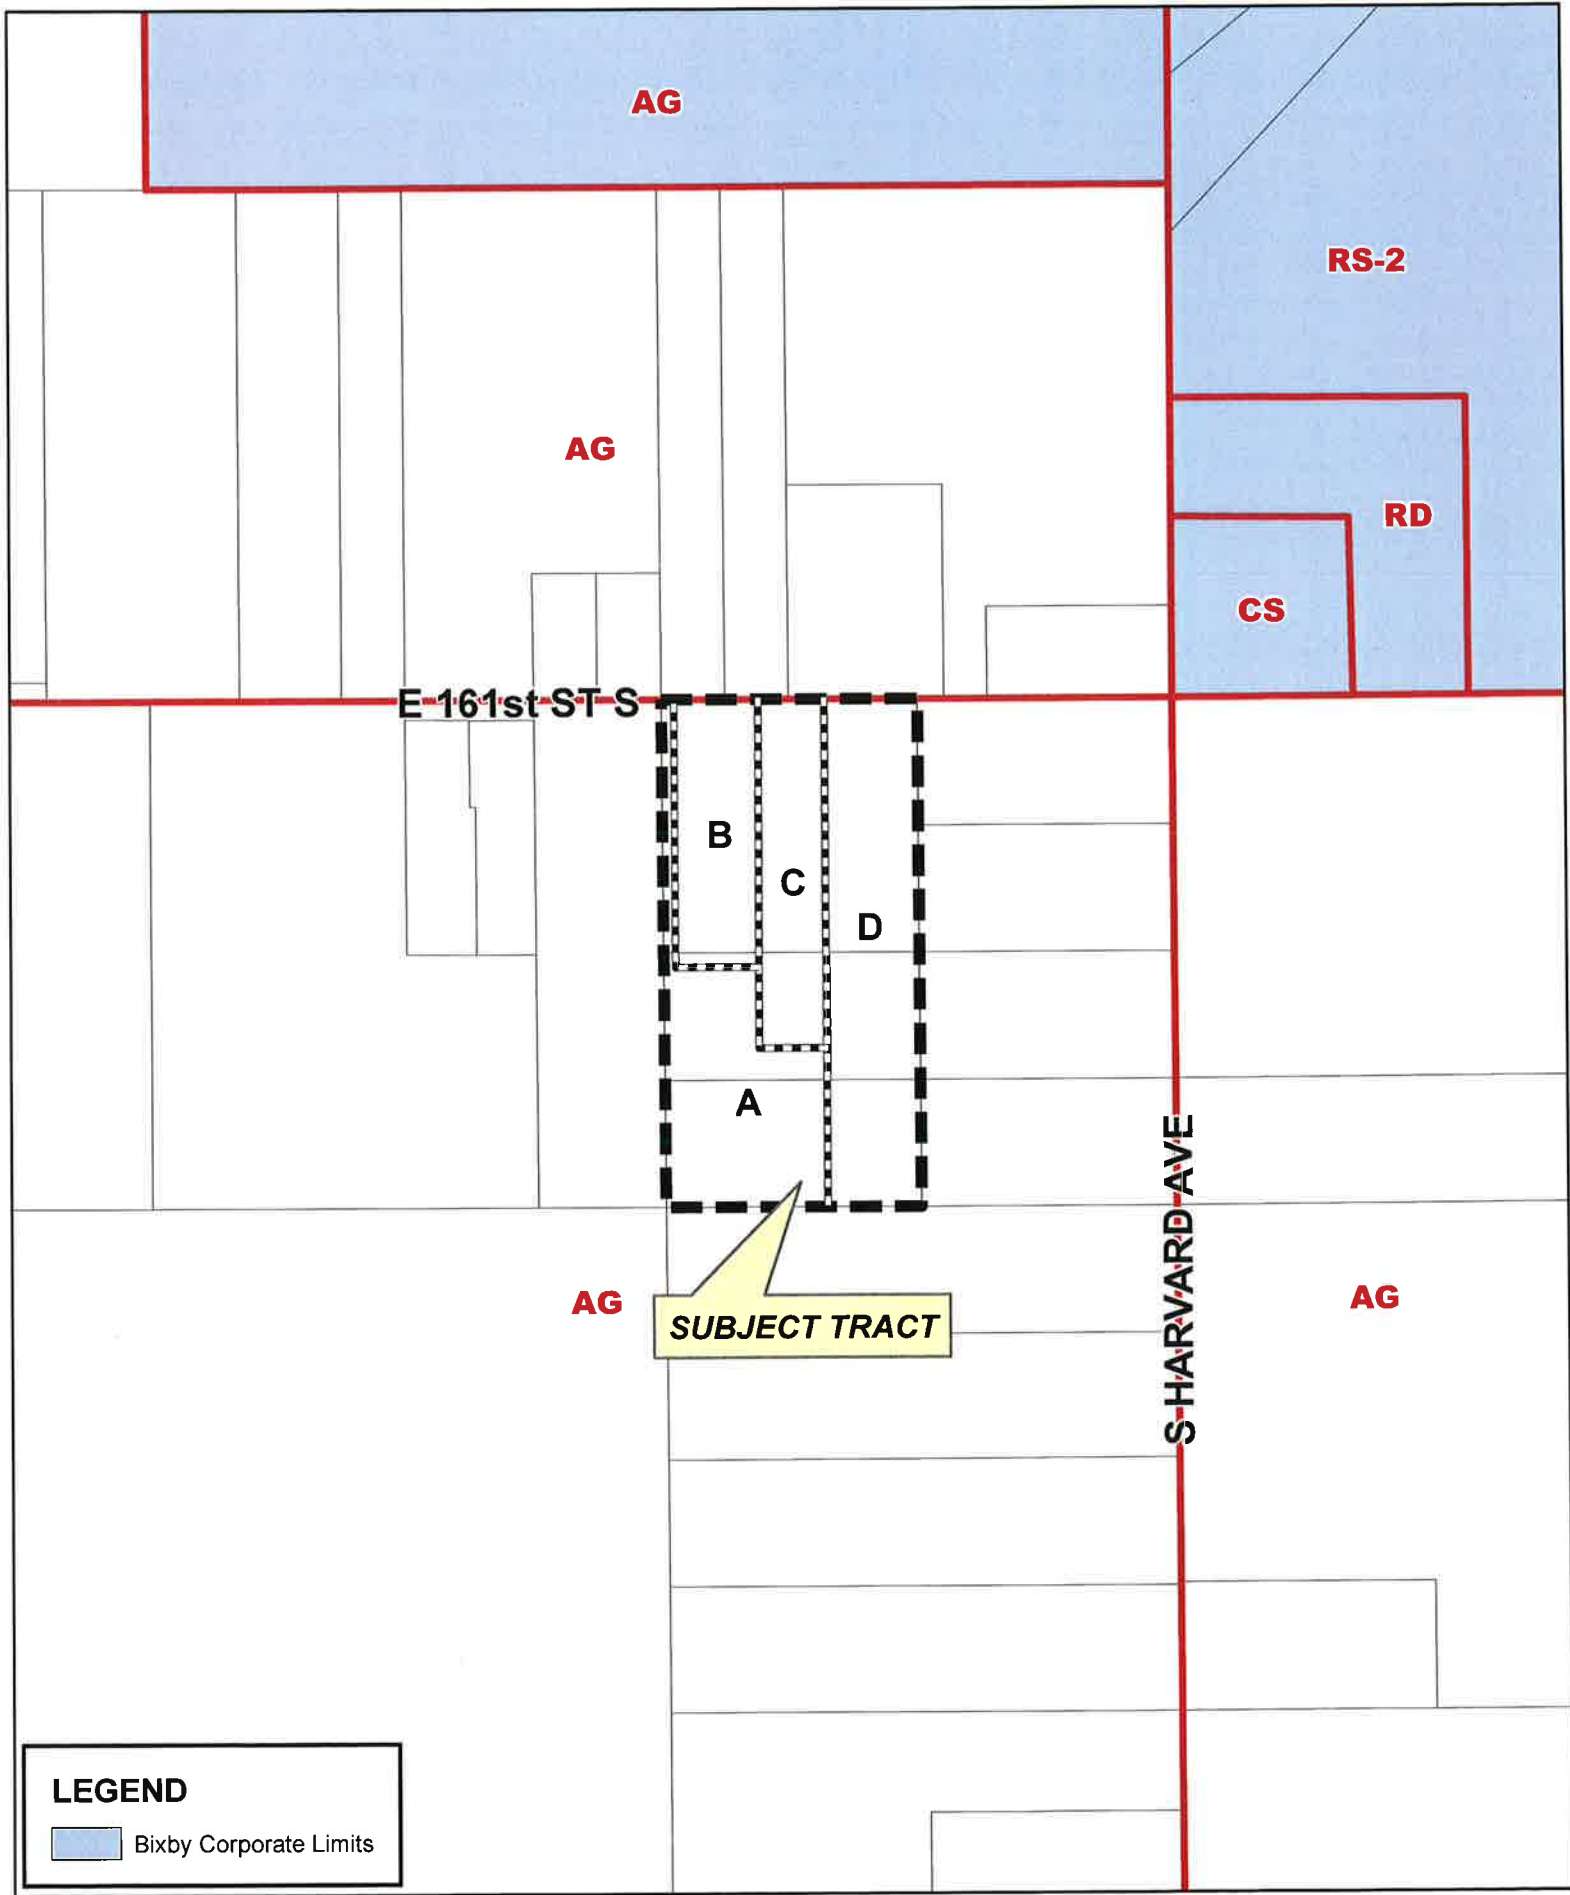 AG
RS-2
AG
RD
CS
E 161st ST S
B
C
D
A
S HARVARD AVE
AG
AG
SUBJECT TRACT
LEGEND
Bixby Corporate Limits